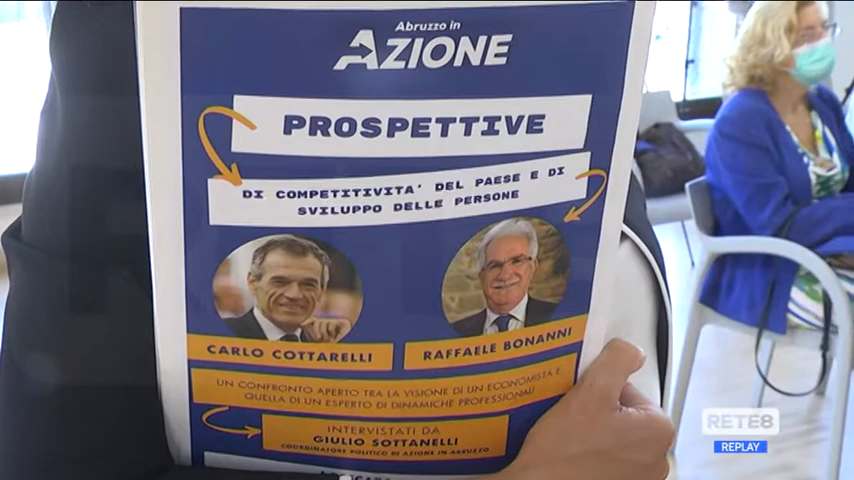 Abruzzo in
AZIONE
PROSPETTIVE
DI COMPETITIVITA' DEL PAESE E DI
SVILUPPO DELLE PERSONE
CARLO COTTARELLI
RAFFAELE BONANNI
UN CONFRONTO APERTO TRA LA VISIONE DI UN ECONOMISTA E
QUELLA DI UN ESPERTO DI DINAMICHE PROFESSIONALI
INTERVISTATI DA
GIULIO SOTTANELLI
COORDINATORE POLITICO DI AZIONE IN ABRUZZO
RETE8
REPLAY